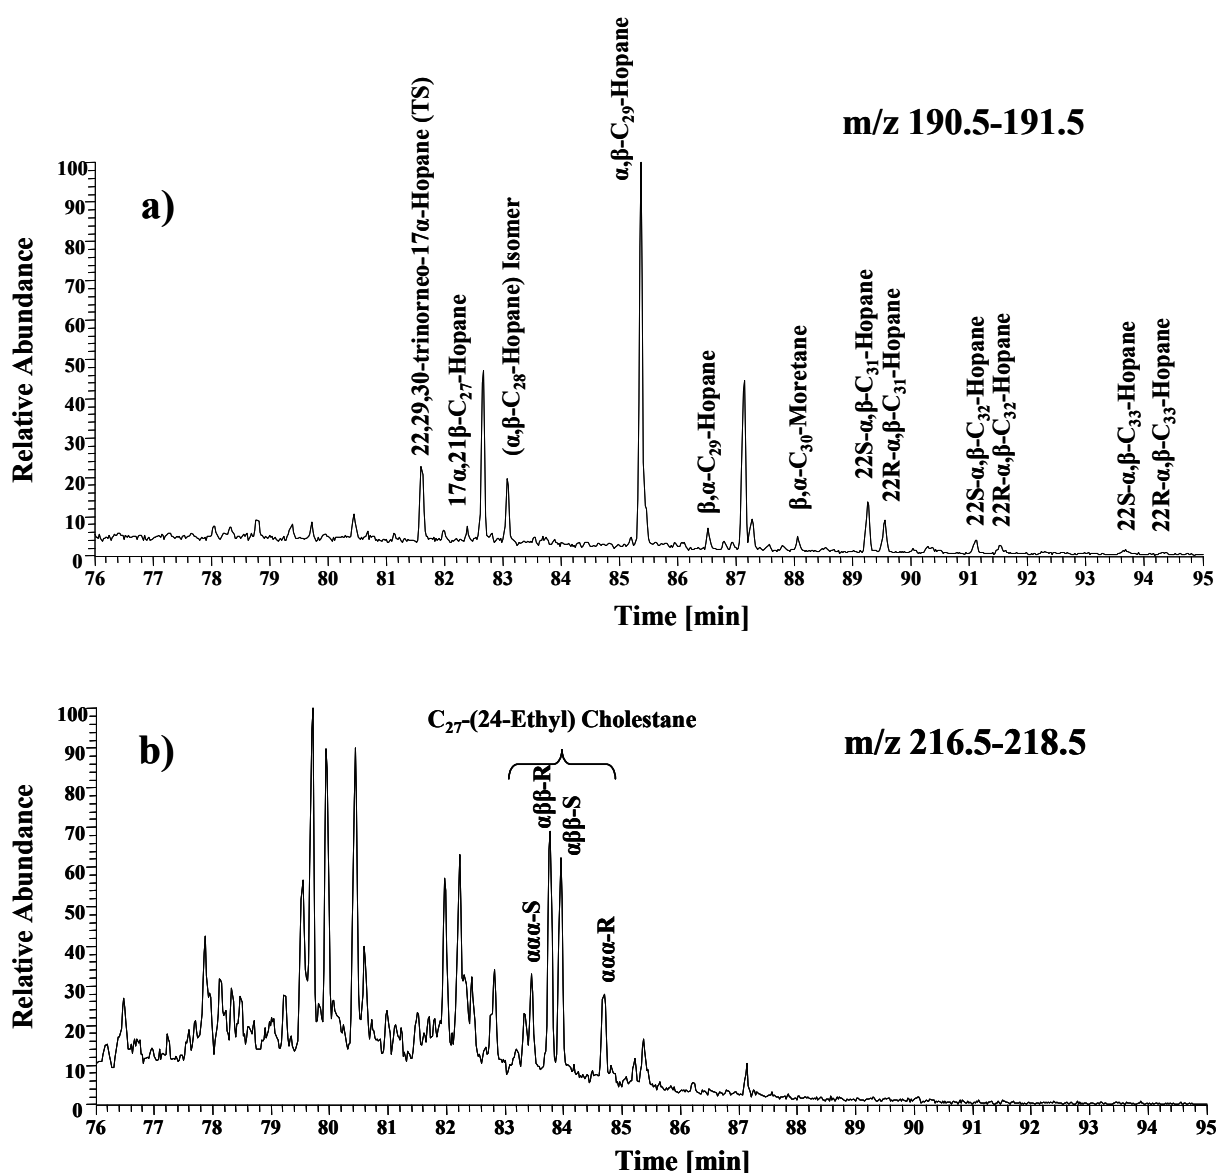 m/z 190.5-191.5
a)
22,29,30-trinorneo-17α-Hopane (TS)
17α,21β-C₂₇-Hopane
(α,β-C₂₈-Hopane) Isomer
α,β-C₂₉-Hopane
β,α-C₂₉-Hopane
β,α-C₃₀-Moretane
22S-α,β-C₃₁-Hopane
22R-α,β-C₃₁-Hopane
22S-α,β-C₃₂-Hopane
22R-α,β-C₃₂-Hopane
22S-α,β-C₃₃-Hopane
22R-α,β-C₃₃-Hopane
Relative Abundance
100
90
80
70
60
50
40
30
20
10
0
76 77 78 79 80 81 82 83 84 85 86 87 88 89 90 91 92 93 94 95
Time [min]
C₂₇-(24-Ethyl) Cholestane
m/z 216.5-218.5
b)
ααα-S
αββ-R
αββ-S
ααα-R
Relative Abundance
100
90
80
70
60
50
40
30
20
10
0
76 77 78 79 80 81 82 83 84 85 86 87 88 89 90 91 92 93 94 95
Time [min]